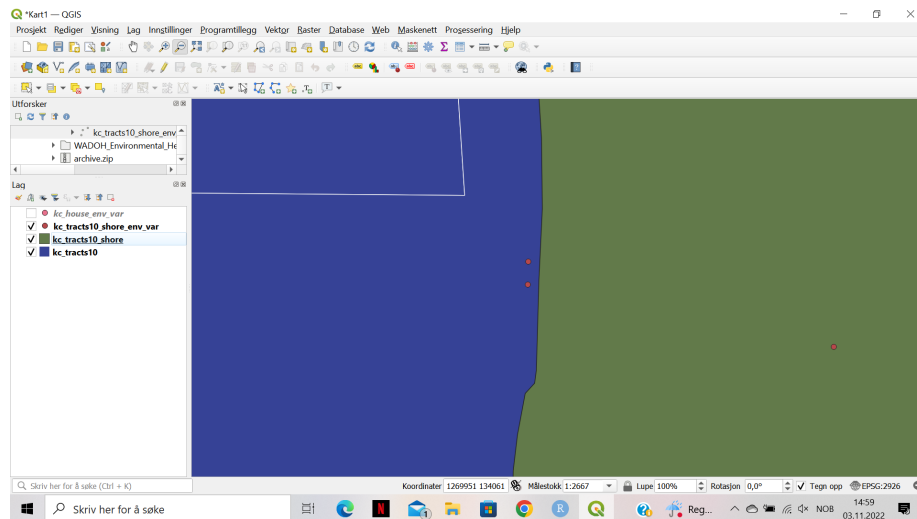 *Kart1 — QGIS
Prosjekt Rediger Visning Lag Innstillinger Programtillegg Vektor Raster Database Web Maskenett Prosessering Hjelp
Utforsker
kc_tracts10_shore_env
WADOH_Environmental_He
archive.zip
Lag
kc_house_env_var
kc_tracts10_shore_env_var
kc_tracts10_shore
kc_tracts10
Skriv her for å søke (Ctrl + K)
Koordinater 1269951 134061 Målestokk 1:2667 Lupe 100% Rotasjon 0,0° Tegn opp EPSG:2926
Skriv her for å søke
Reg...
NOB
14:59
03.11.2022